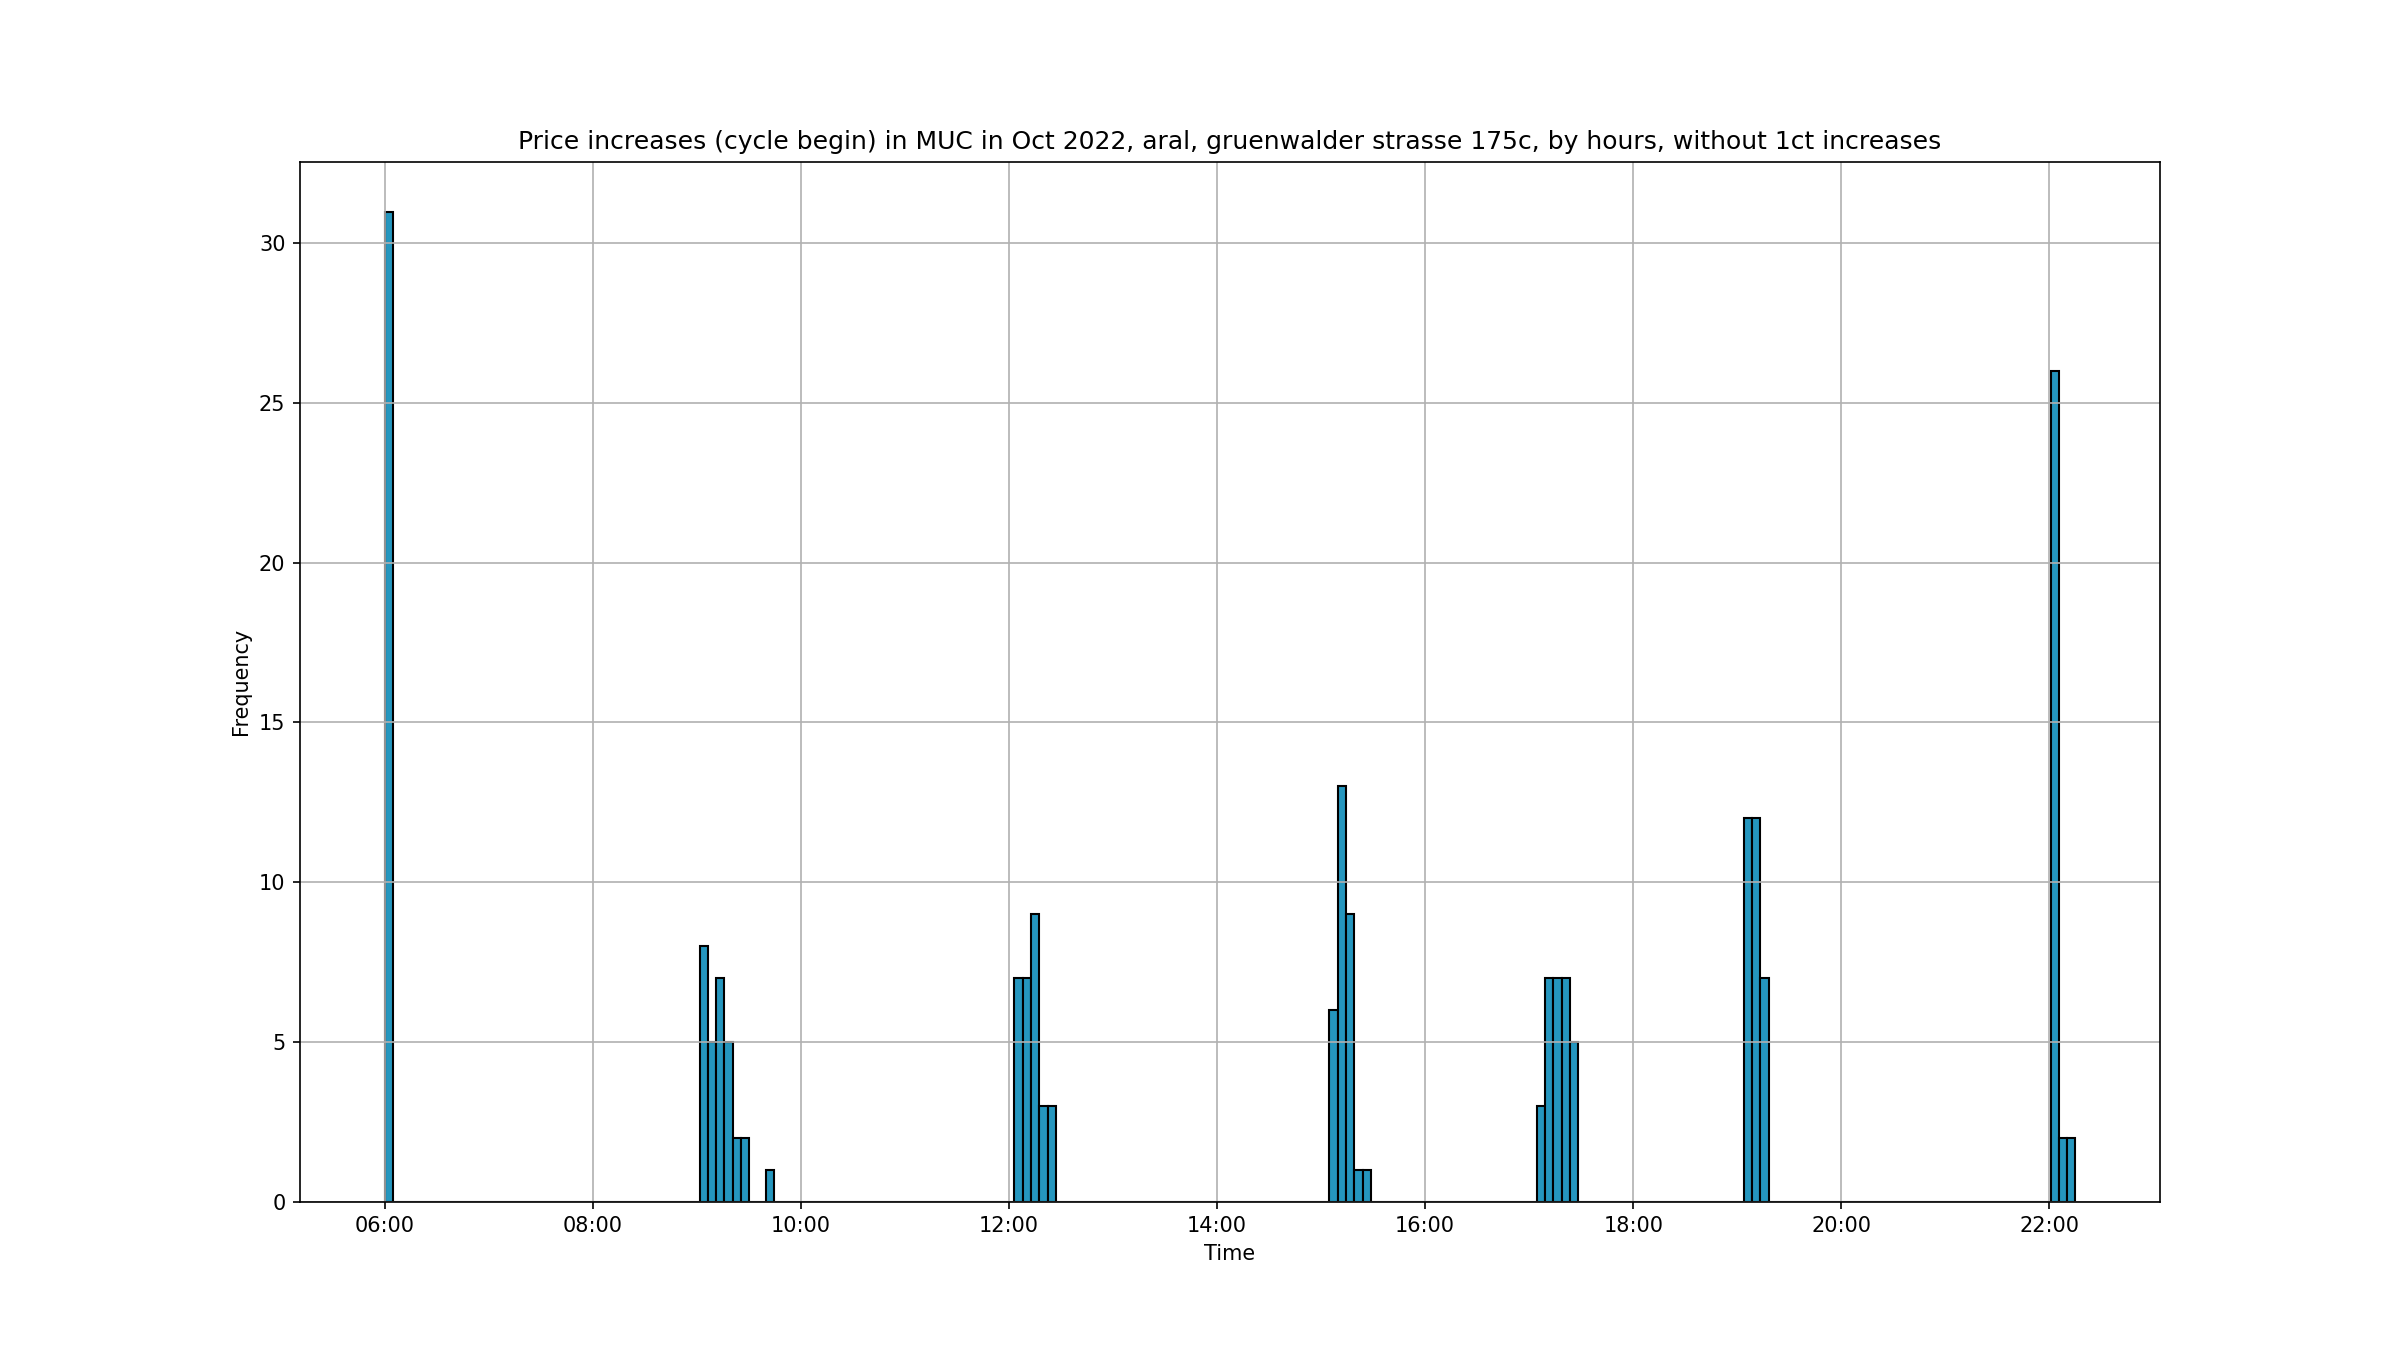 Price increases (cycle begin) in MUC in Oct 2022, aral, gruenwalder strasse 175c, by hours, without 1ct increases
30
25
20
15
10
5
0
Frequency
06:00 08:00 10:00 12:00 14:00 16:00 18:00 20:00 22:00
Time